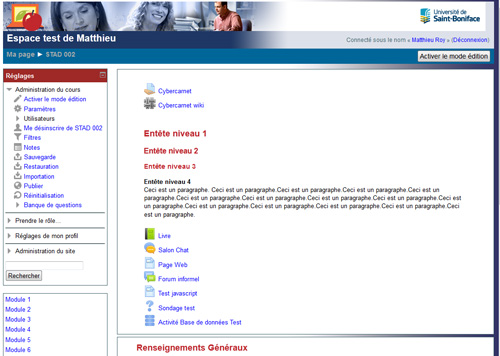 Université de
Saint-Boniface
Espace test de Matthieu
Connecté sous le nom « Matthieu Roy » (Déconnexion)
Ma page ► STAD 002
Activer le mode édition
Réglages
Administration du cours
Activer le mode édition
Paramètres
Utilisateurs
Me désinscrire de STAD 002
Filtres
Notes
Sauvegarde
Restauration
Importation
Publier
Réinitialisation
Banque de questions
Prendre le rôle...
Réglages de mon profil
Administration du site
Rechercher
Module 1
Module 2
Module 3
Module 4
Module 5
Module 6
Cybercarnet
Cybercarnet wiki
Entête niveau 1
Entête niveau 2
Entête niveau 3
Entête niveau 4
Ceci est un paragraphe. Ceci est un paragraphe.Ceci est un paragraphe.Ceci est un paragraphe.Ceci est un
paragraphe.Ceci est un paragraphe.Ceci est un paragraphe.Ceci est un paragraphe.Ceci est un paragraphe.Ceci est
un paragraphe.Ceci est un paragraphe.Ceci est un paragraphe.Ceci est un paragraphe.Ceci est un paragraphe.Ceci
est un paragraphe.
Livre
Salon Chat
Page Web
Forum informel
Test javascript
Sondage test
Activité Base de données Test
Renseignements Généraux